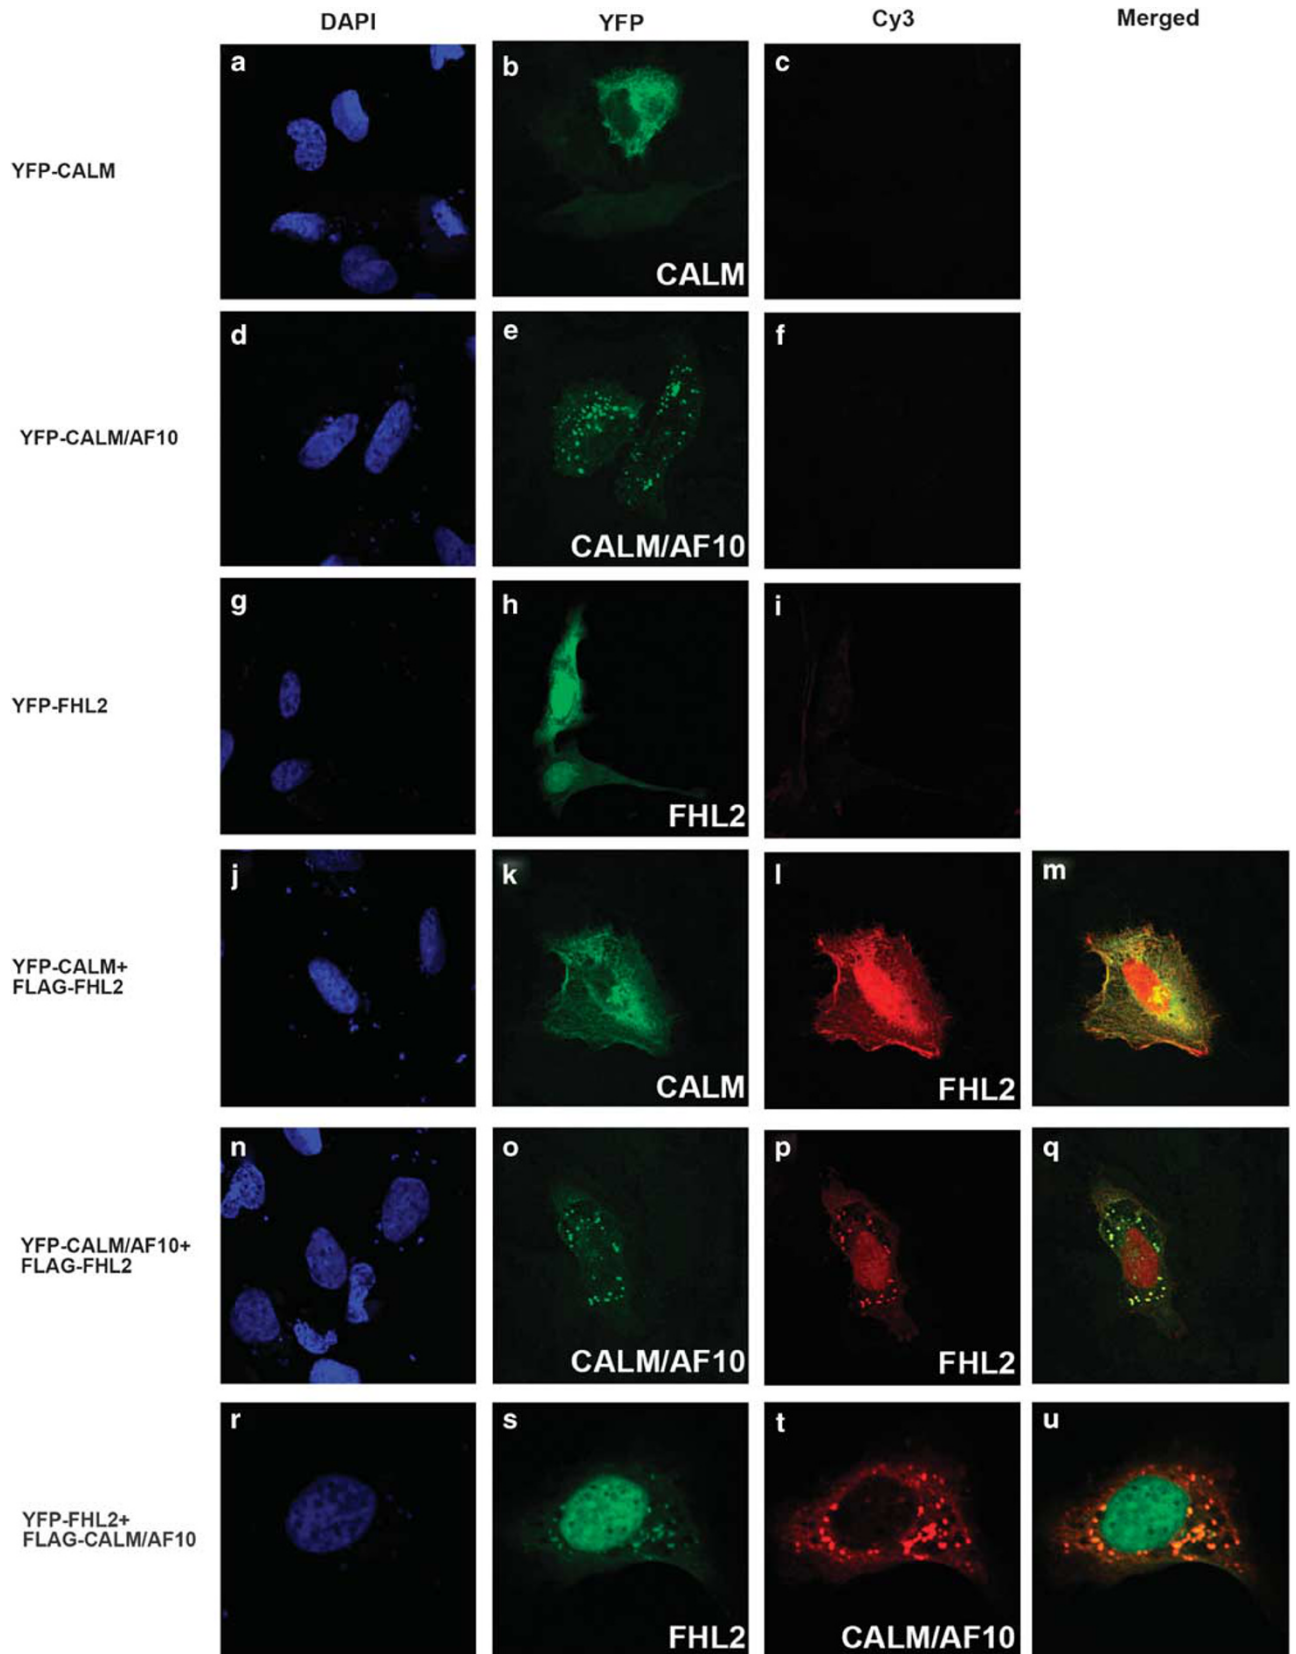 DAPI YFP Cy3 Merged
a b c
YFP-CALM
CALM
d e f
YFP-CALM/AF10
CALM/AF10
g h i
YFP-FHL2
FHL2
j k l m
YFP-CALM+
FLAG-FHL2
CALM FHL2
n o p q
YFP-CALM/AF10+
FLAG-FHL2
CALM/AF10 FHL2
r s t u
YFP-FHL2+
FLAG-CALM/AF10
FHL2 CALM/AF10